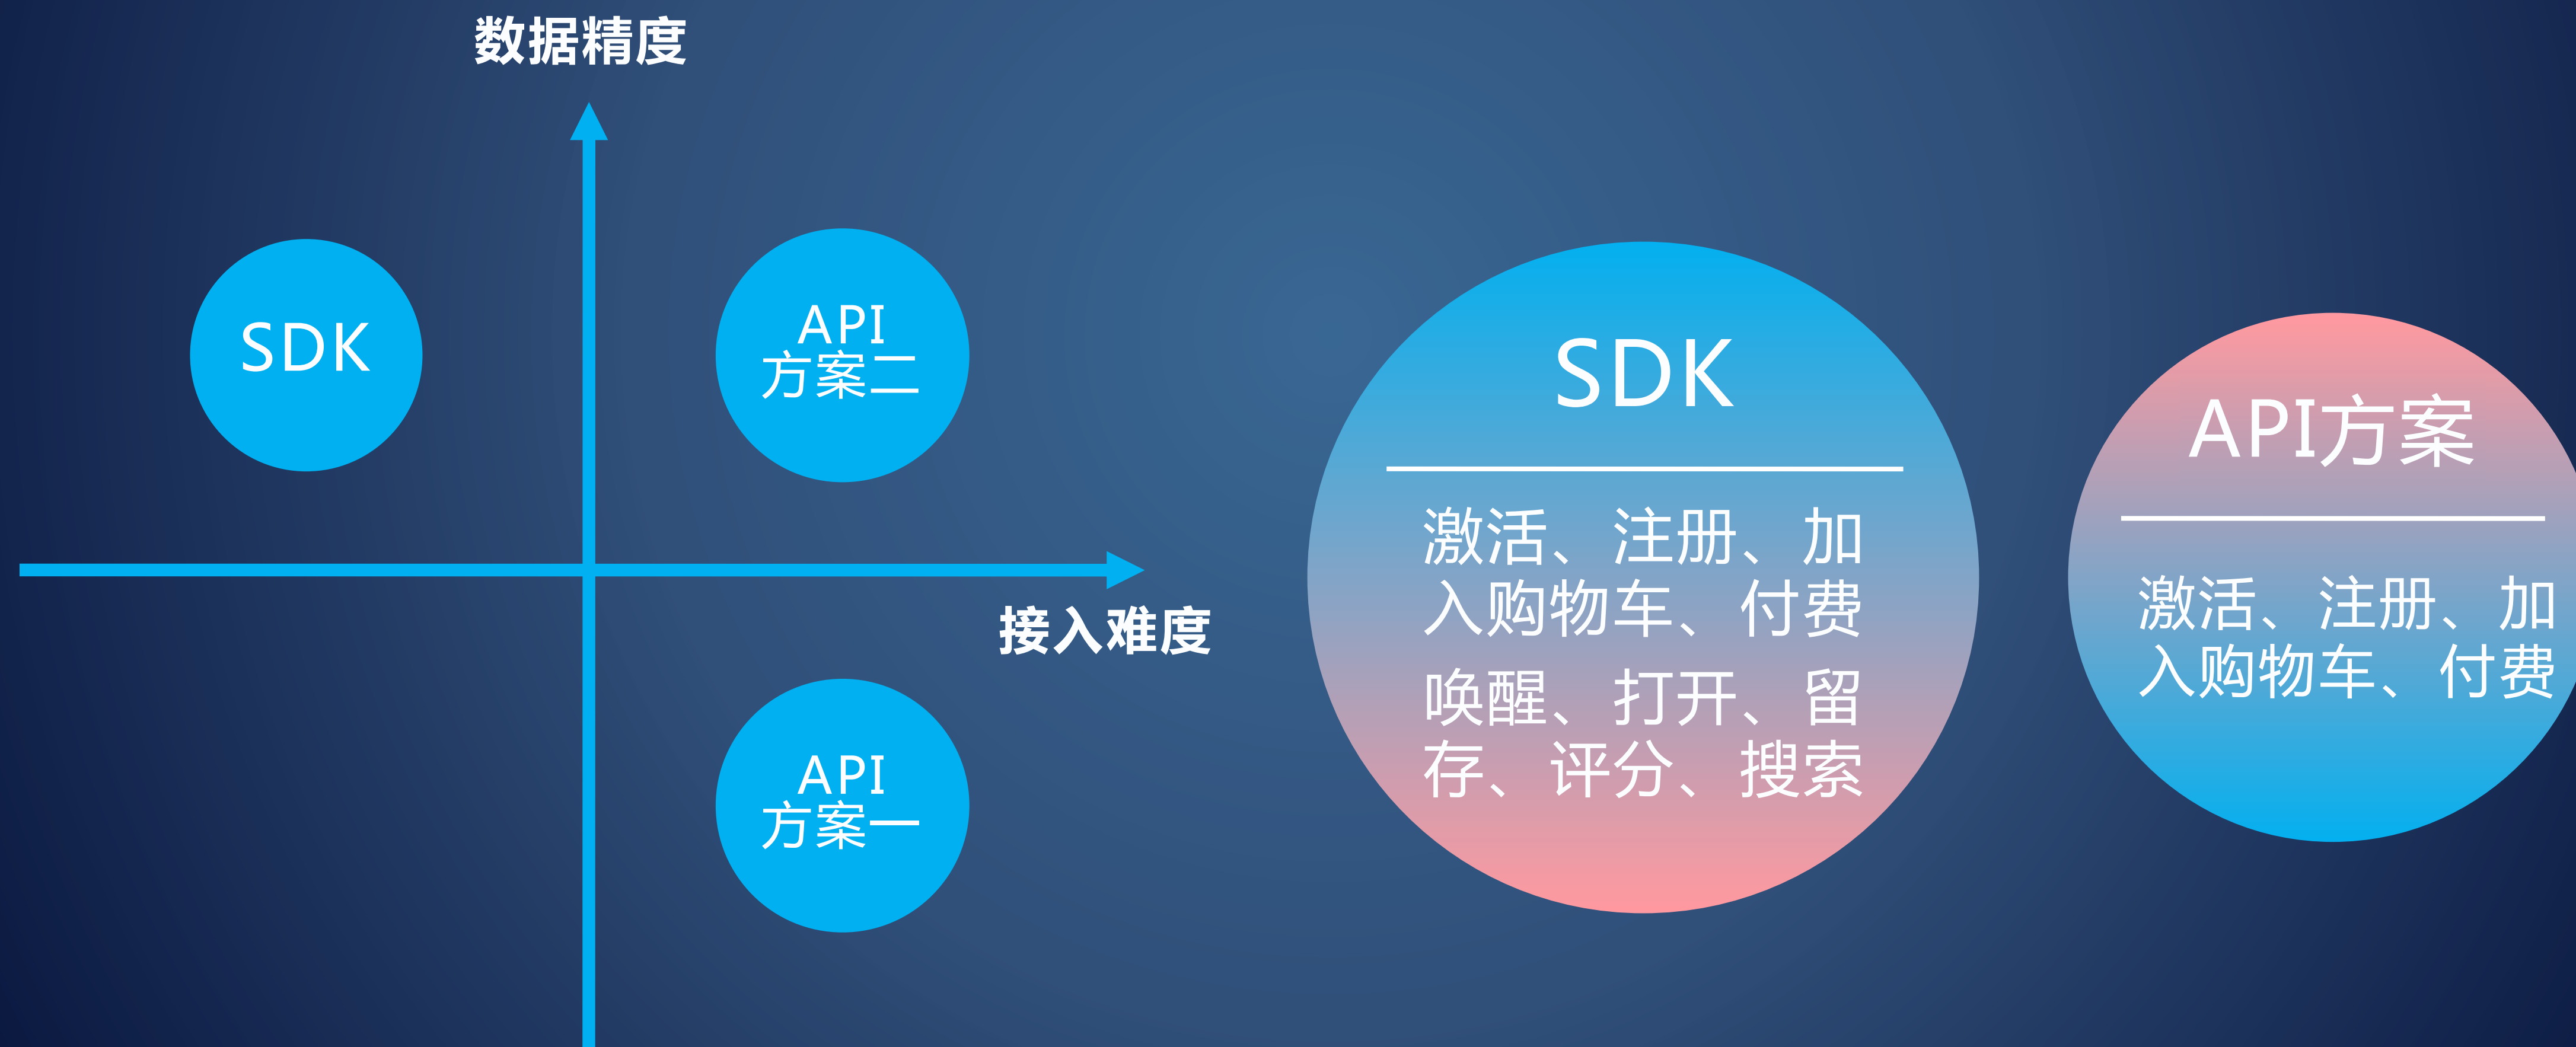 数据精度
SDK
API
方案二
接入难度
API
方案一
SDK
激活、注册、加
入购物车、付费
唤醒、打开、留
存、评分、搜索
API方案
激活、注册、加
入购物车、付费